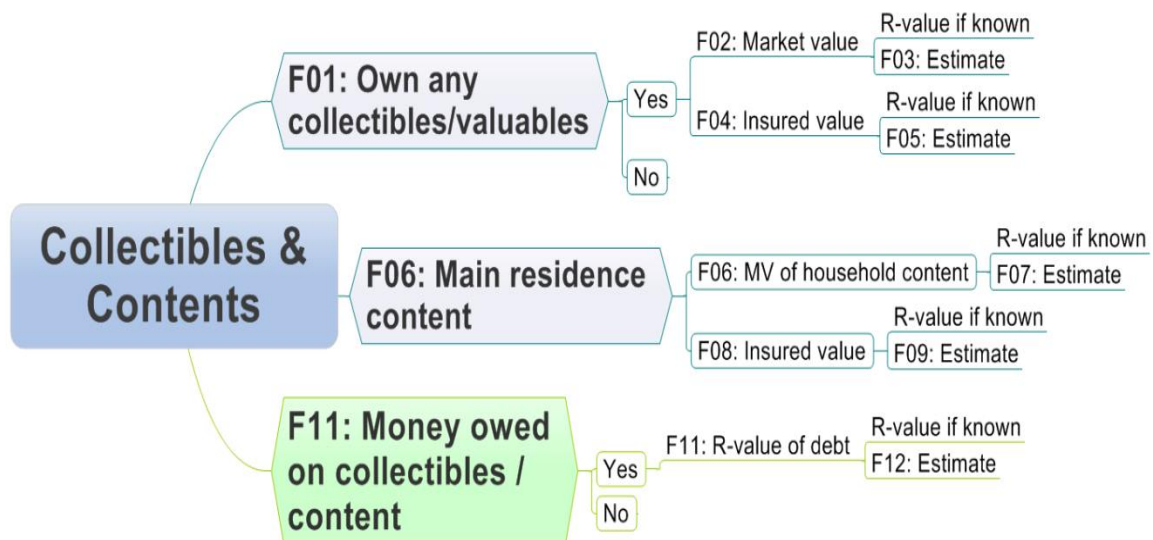 Collectibles &
Contents
F01: Own any
collectibles/valuables
Yes
F02: Market value
R-value if known
F03: Estimate
F04: Insured value
R-value if known
F05: Estimate
No
F06: Main residence
content
F06: MV of household content
R-value if known
F07: Estimate
F08: Insured value
R-value if known
F09: Estimate
F11: Money owed
on collectibles /
content
Yes
F11: R-value of debt
R-value if known
F12: Estimate
No